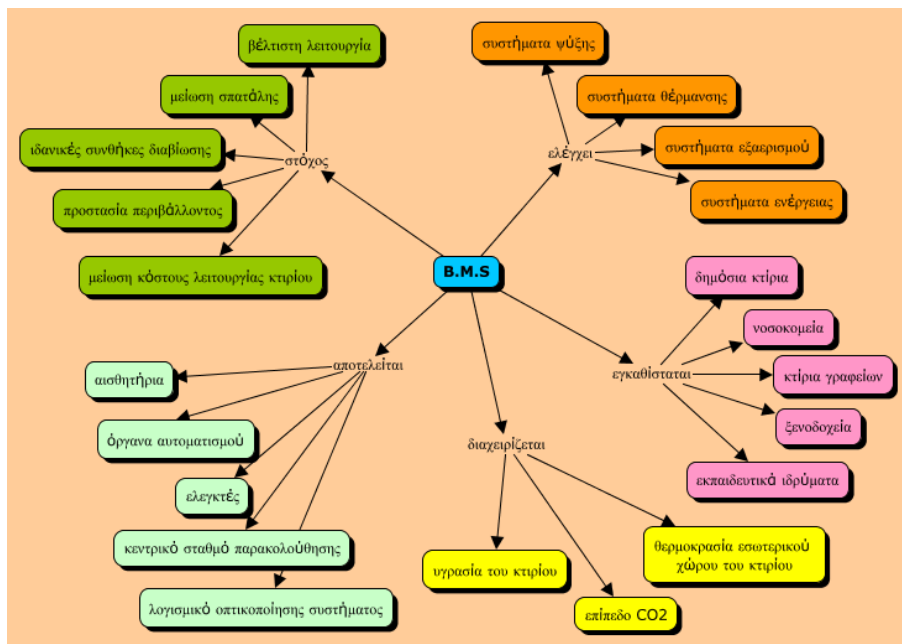 βέλτιστη λειτουργία
μείωση σπατάλης
ιδανικές συνθήκες διαβίωσης
προστασία περιβάλλοντος
μείωση κόστους λειτουργίας κτιρίου
στόχος
συστήματα ψύξης
συστήματα θέρμανσης
συστήματα εξαερισμού
συστήματα ενέργειας
ελέγχει
B.M.S
δημόσια κτίρια
νοσοκομεία
κτίρια γραφείων
ξενοδοχεία
εκπαιδευτικά ιδρύματα
εγκαθίσταται
αποτελείται
αισθητήρια
όργανα αυτοματισμού
ελεγκτές
κεντρικό σταθμό παρακολούθησης
λογισμικό οπτικοποίησης συστήματος
διαχειρίζεται
υγρασία του κτιρίου
επίπεδο CO2
θερμοκρασία εσωτερικού
χώρου του κτιρίου